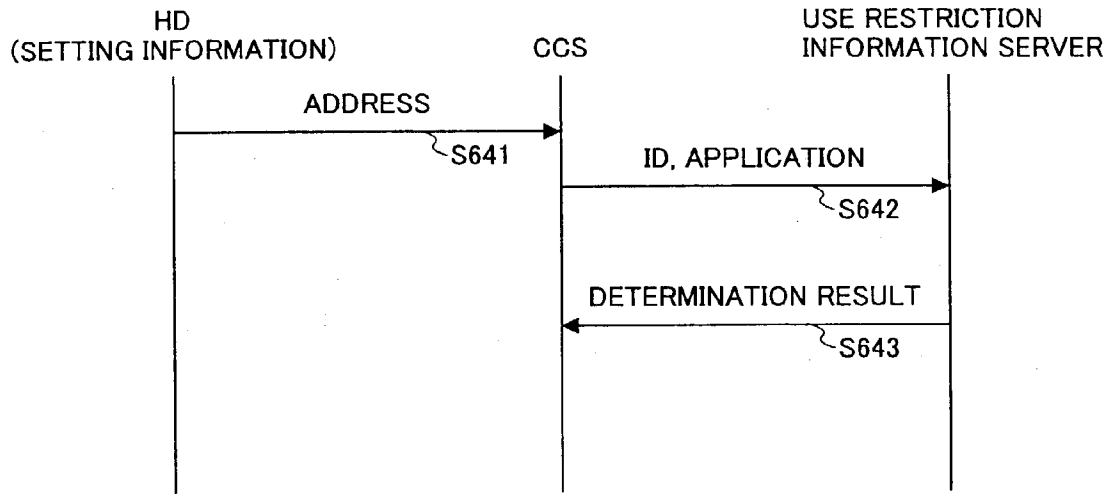 HD
(SETTING INFORMATION)
CCS
USE RESTRICTION
INFORMATION SERVER
ADDRESS
S641
ID, APPLICATION
S642
DETERMINATION RESULT
S643